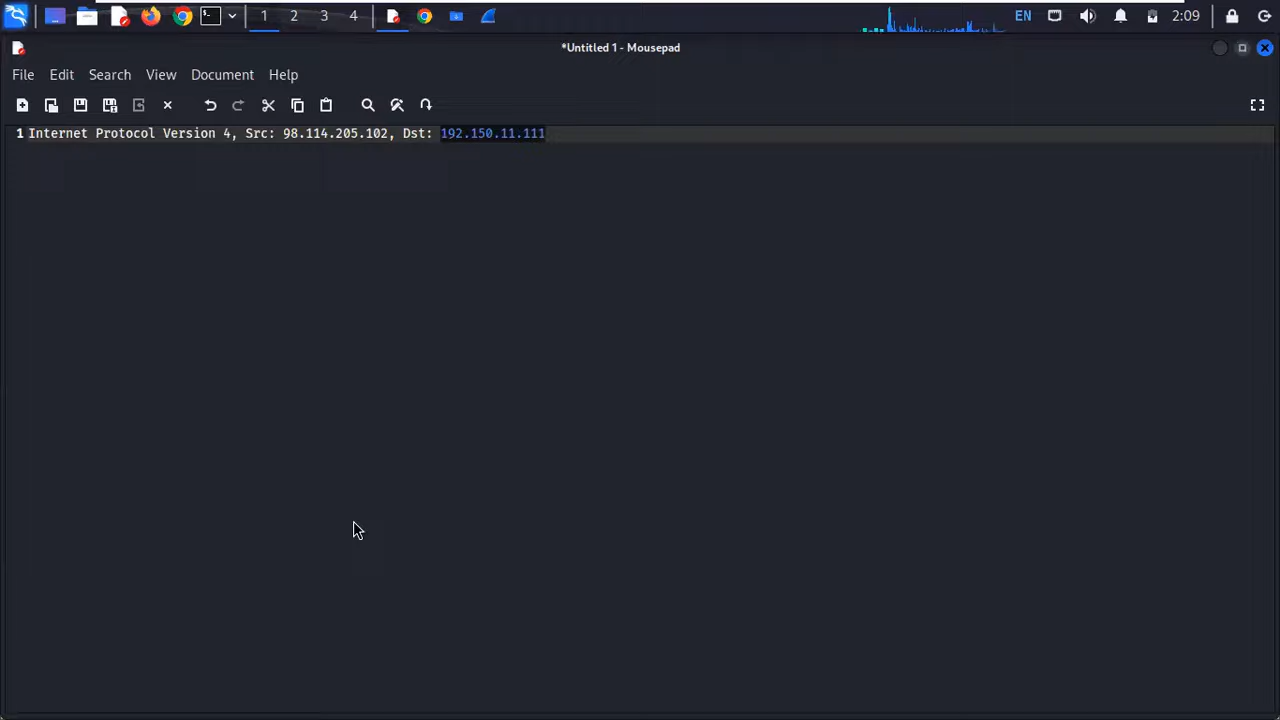 1 2 3 4 EN 2:09
*Untitled 1 - Mousepad
File Edit Search View Document Help
1 Internet Protocol Version 4, Src: 98.114.205.102, Dst: 192.150.11.111